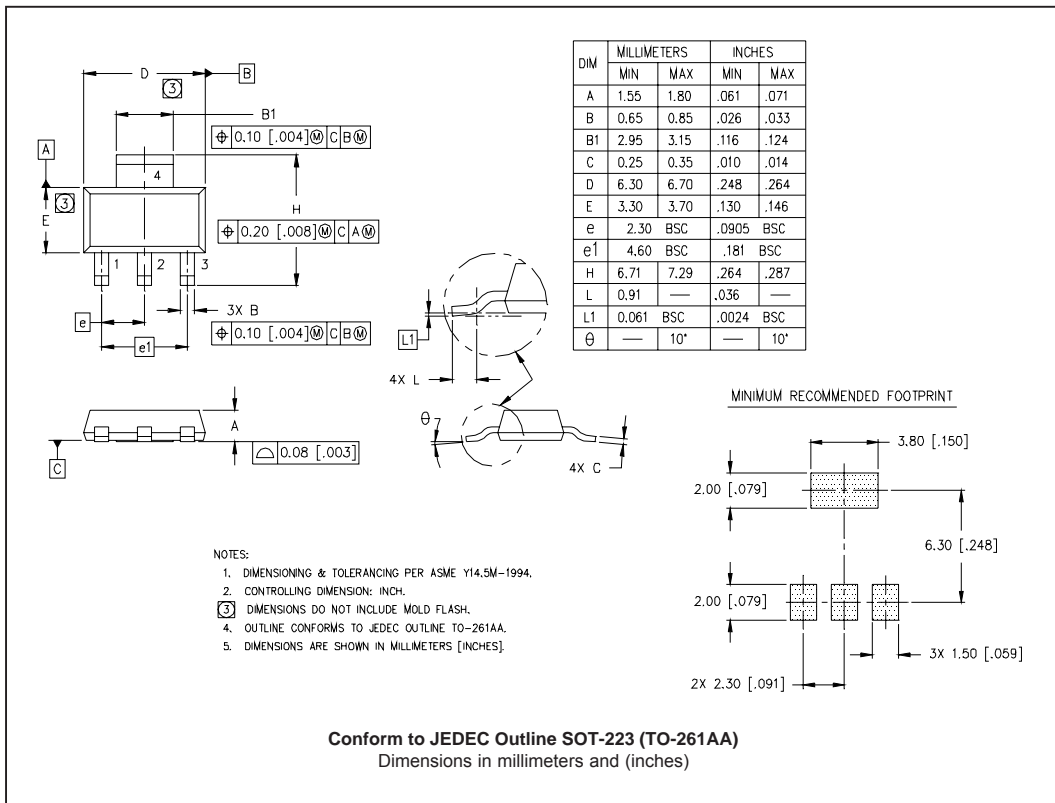 D
B
3
B1
⌖ 0.10 [.004]Ⓜ C BⓂ
A
4
3
E
H
⌖ 0.20 [.008]Ⓜ C AⓂ
1 2 3
3X B
e
⌖ 0.10 [.004]Ⓜ C BⓂ
e1
L1
4X L
A
θ
C
⌓ 0.08 [.003]
4X C
DIM MILLIMETERS INCHES
MIN MAX MIN MAX
A 1.55 1.80 .061 .071
B 0.65 0.85 .026 .033
B1 2.95 3.15 .116 .124
C 0.25 0.35 .010 .014
D 6.30 6.70 .248 .264
E 3.30 3.70 .130 .146
e 2.30 BSC .0905 BSC
e1 4.60 BSC .181 BSC
H 6.71 7.29 .264 .287
L 0.91 — .036 —
L1 0.061 BSC .0024 BSC
θ — 10° — 10°
MINIMUM RECOMMENDED FOOTPRINT
3.80 [.150]
2.00 [.079]
6.30 [.248]
2.00 [.079]
3X 1.50 [.059]
2X 2.30 [.091]
NOTES:
1. DIMENSIONING & TOLERANCING PER ASME Y14.5M-1994.
2. CONTROLLING DIMENSION: INCH.
3 DIMENSIONS DO NOT INCLUDE MOLD FLASH.
4. OUTLINE CONFORMS TO JEDEC OUTLINE TO-261AA.
5. DIMENSIONS ARE SHOWN IN MILLIMETERS [INCHES].
Conform to JEDEC Outline SOT-223 (TO-261AA)
Dimensions in millimeters and (inches)